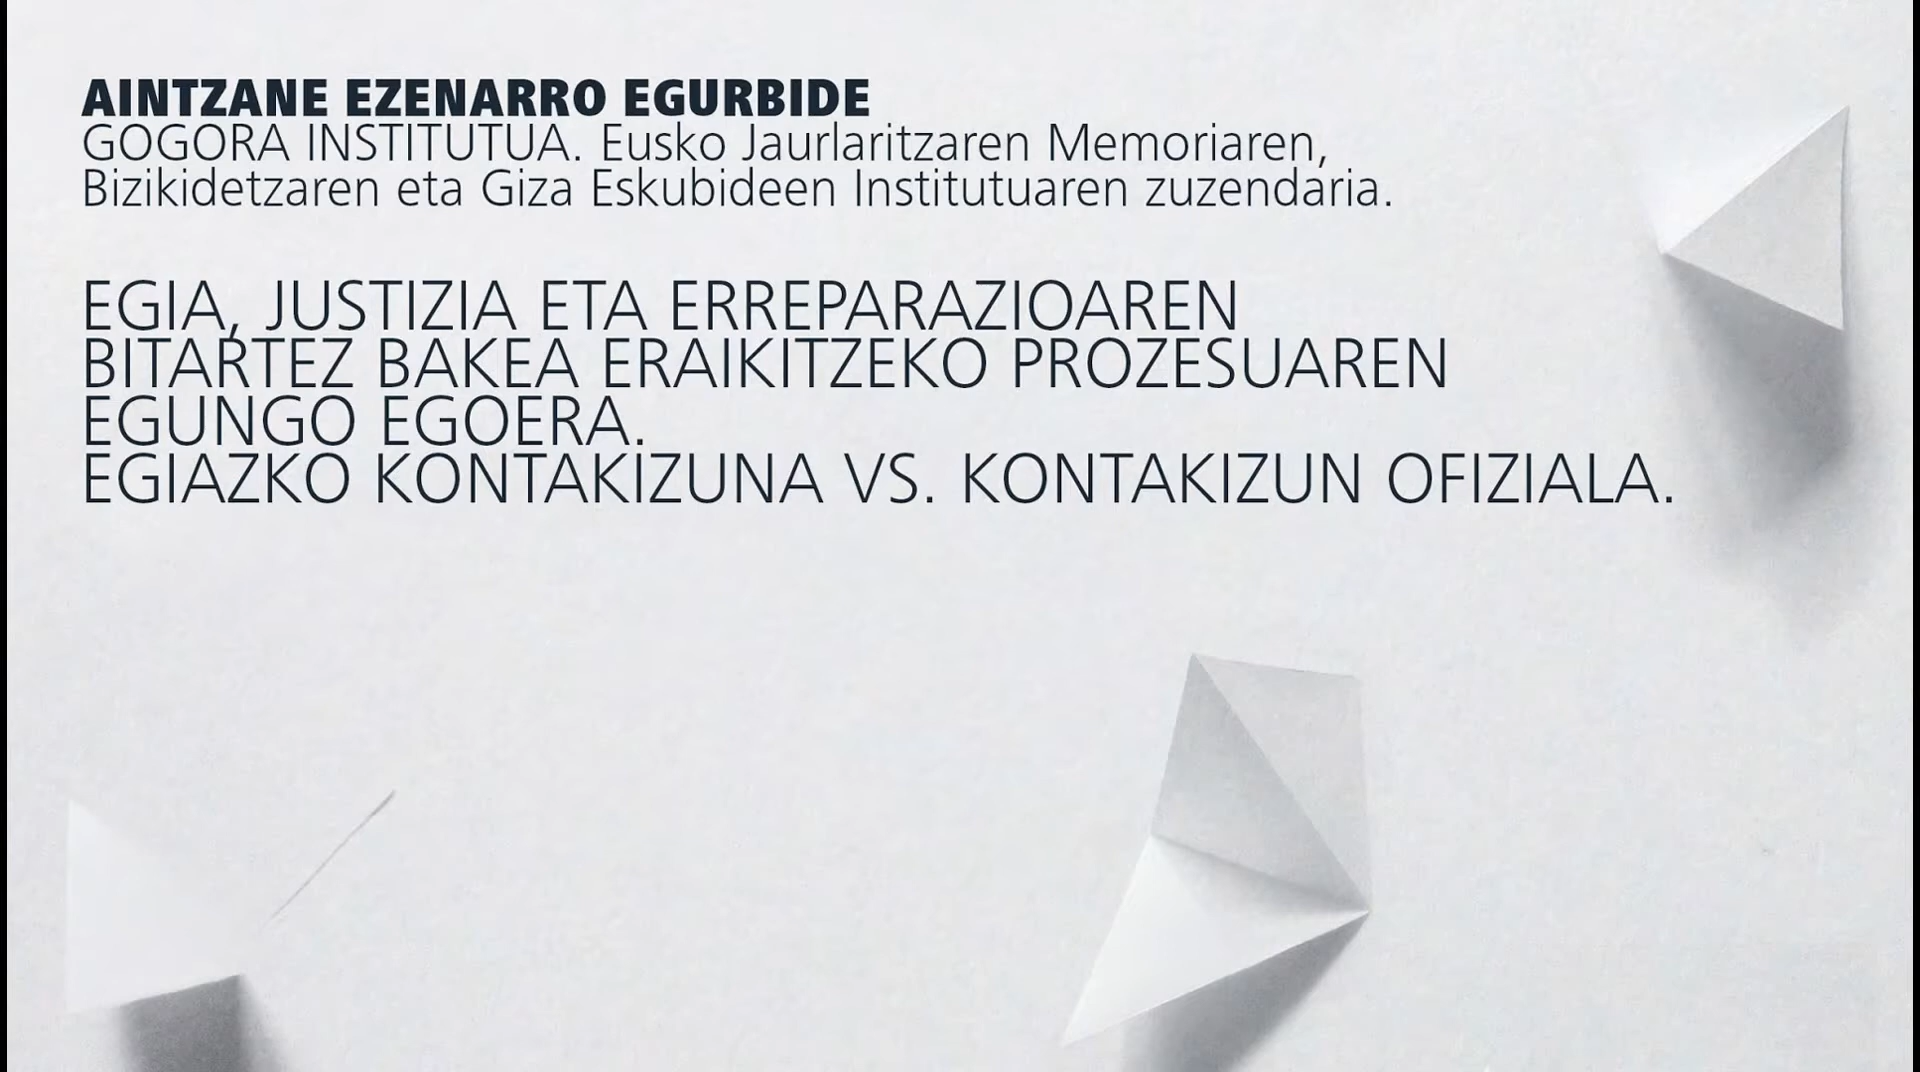 AINTZANE EZENARRO EGURBIDE
GOGORA INSTITUTUA. Eusko Jaurlaritzaren Memoriaren,
Bizikidetzaren eta Giza Eskubideen Institutuaren zuzendaria.
EGIA, JUSTIZIA ETA ERREPARAZIOAREN
BITARTEZ BAKEA ERAIKITZEKO PROZESUAREN
EGUNGO EGOERA.
EGIAZKO KONTAKIZUNA VS. KONTAKIZUN OFIZIALA.